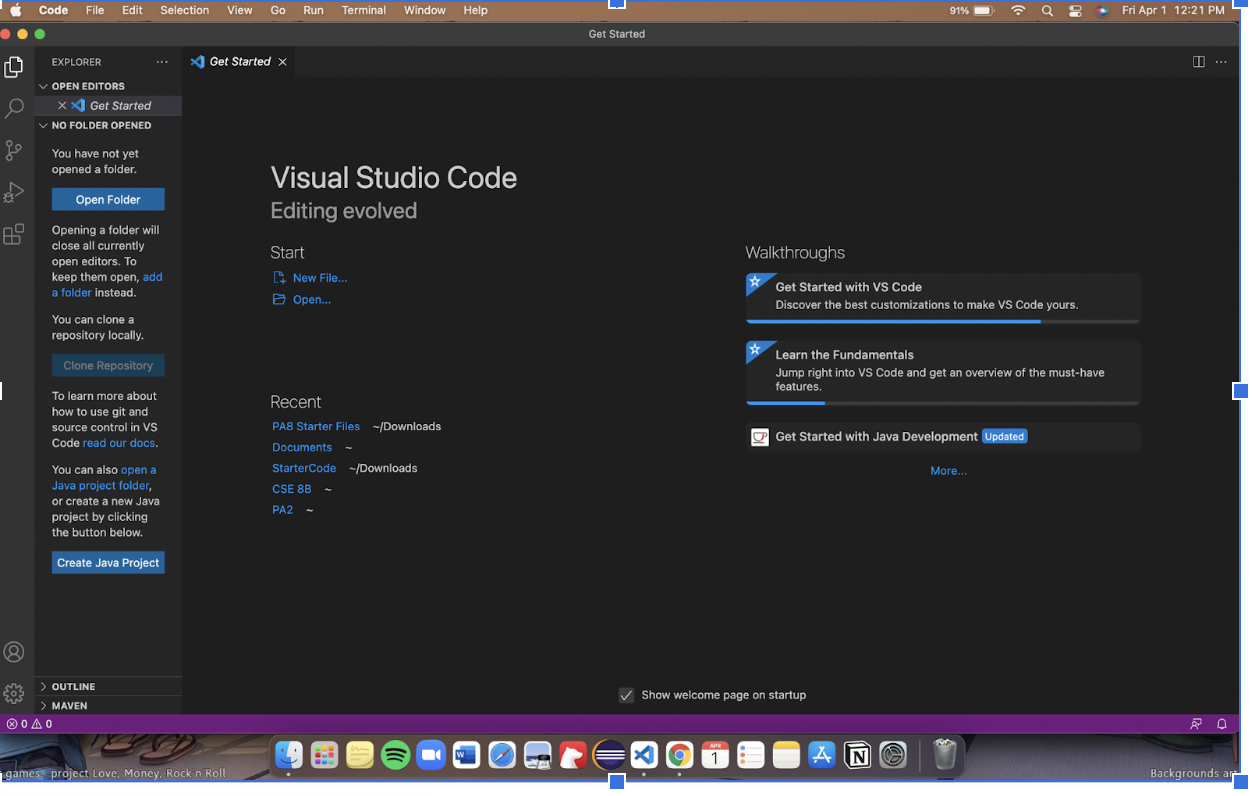 Code File Edit Selection View Go Run Terminal Window Help 91% Fri Apr 1 12:21 PM
Get Started
EXPLORER
Get Started
OPEN EDITORS
Get Started
NO FOLDER OPENED
You have not yet
opened a folder.
Open Folder
Opening a folder will
close all currently
open editors. To
keep them open, add
a folder instead.
You can clone a
repository locally.
Clone Repository
To learn more about
how to use git and
source control in VS
Code read our docs.
You can also open a
Java project folder,
or create a new Java
project by clicking
the button below.
Create Java Project
OUTLINE
MAVEN
Visual Studio Code
Editing evolved
Start
New File...
Open...
Recent
PA8 Starter Files ~/Downloads
Documents ~
StarterCode ~/Downloads
CSE 8B ~
PA2 ~
Walkthroughs
Get Started with VS Code
Discover the best customizations to make VS Code yours.
Learn the Fundamentals
Jump right into VS Code and get an overview of the must-have
features.
Get Started with Java Development Updated
More...
Show welcome page on startup
0 0
W APR 1 N
games project Love, Money, Rock'n'Roll
Backgrounds